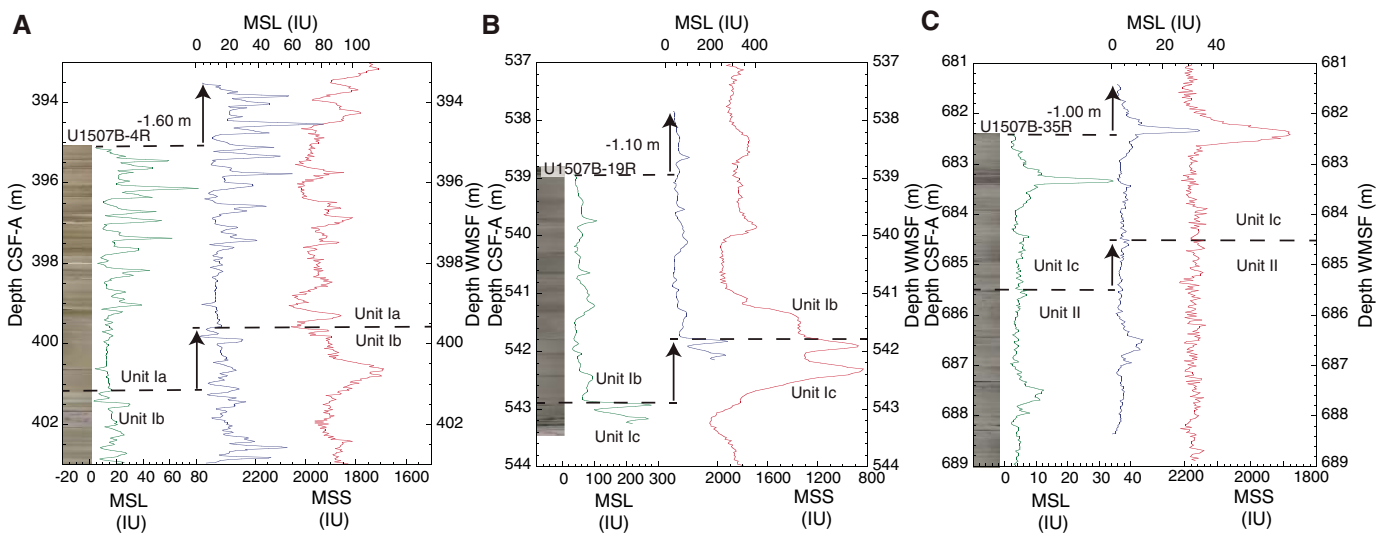 A
MSL (IU)
0 20 40 60 80 100
394
396
398
400
402
Depth CSF-A (m)
U1507B-4R
-1.60 m
Unit Ia
Unit Ib
Unit Ia
Unit Ib
394
396
398
400
402
Depth WMSF (m)
-20 0 20 40 60 80
2200 2000 1600
MSL
(IU)
MSS
(IU)
B
MSL (IU)
0 200 400
537
538
539
540
541
542
543
544
Depth CSF-A (m)
U1507B-19R
-1.10 m
Unit Ib
Unit Ic
Unit Ib
Unit Ic
537
538
539
540
541
542
543
544
Depth WMSF (m)
0 100 200 300
2000 1600 1200 800
MSL
(IU)
MSS
(IU)
C
MSL (IU)
0 20 40
681
682
683
684
685
686
687
688
689
Depth CSF-A (m)
U1507B-35R
-1.00 m
Unit Ic
Unit II
Unit Ic
Unit II
681
682
683
684
685
686
687
688
689
Depth WMSF (m)
0 10 20 30 40
2200 2000 1800
MSL
(IU)
MSS
(IU)